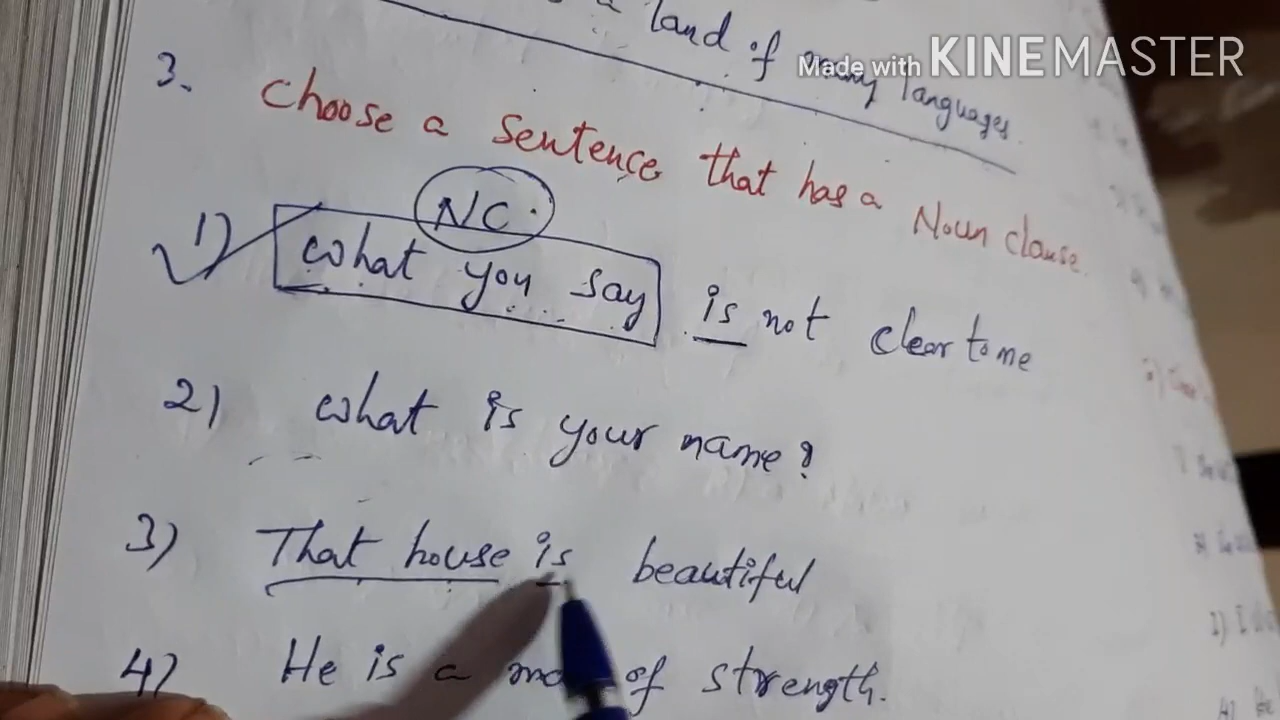 a land of many languages
Made with KINEMASTER
3. Choose a sentence that has a Noun clause.
NC.
1) What you say is not clear to me
2) What is your name?
3) That house is beautiful
4) He is a of strength.